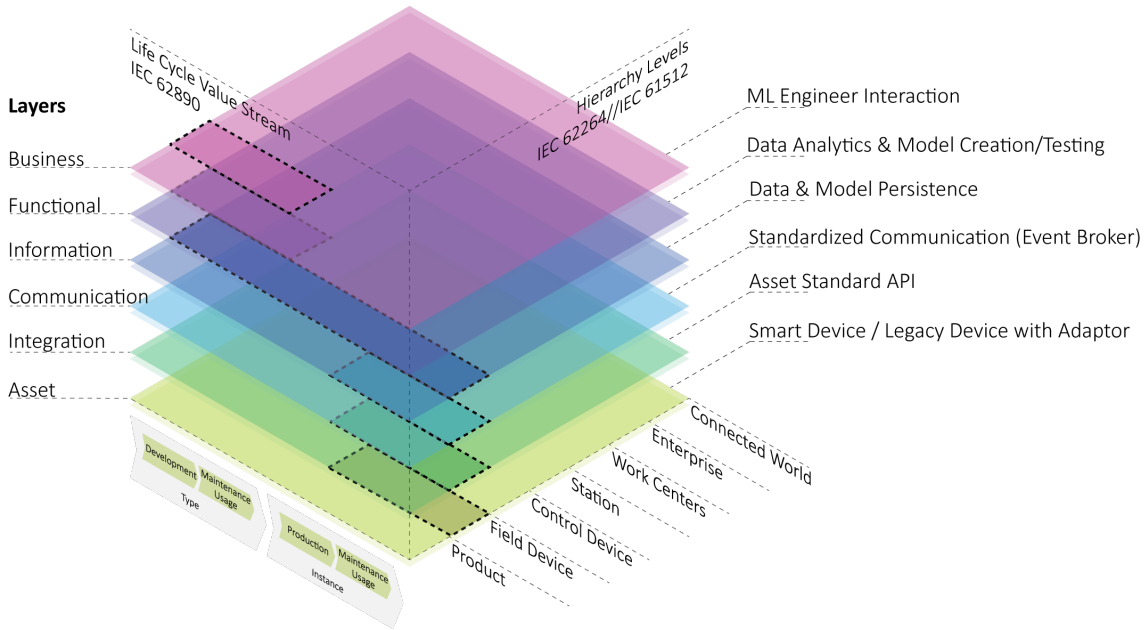 Life Cycle Value Stream
IEC 62890
Hierarchy Levels
IEC 62264//IEC 61512
Layers
Business
Functional
Information
Communication
Integration
Asset
ML Engineer Interaction
Data Analytics & Model Creation/Testing
Data & Model Persistence
Standardized Communication (Event Broker)
Asset Standard API
Smart Device / Legacy Device with Adaptor
Connected World
Enterprise
Work Centers
Station
Control Device
Field Device
Product
Development
Maintenance
Usage
Type
Production
Maintenance
Usage
Instance